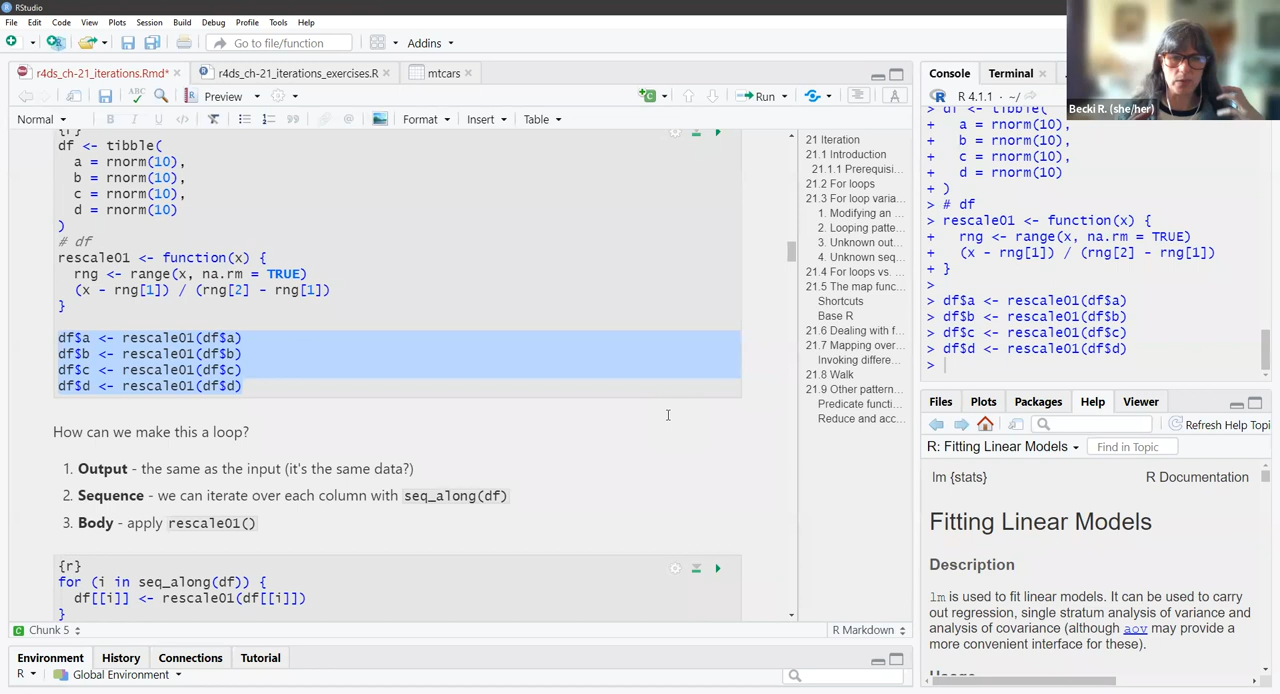 RStudio
File Edit Code View Plots Session Build Debug Profile Tools Help
Go to file/function
Addins
r4ds_ch-21_iterations.Rmd*
r4ds_ch-21_iterations_exercises.R
mtcars
ABC
Preview
Run
Normal
B I U
Format
Insert
Table
{r}
df <- tibble(
a = rnorm(10),
b = rnorm(10),
c = rnorm(10),
d = rnorm(10)
)
# df
rescale01 <- function(x) {
rng <- range(x, na.rm = TRUE)
(x - rng[1]) / (rng[2] - rng[1])
}
df$a <- rescale01(df$a)
df$b <- rescale01(df$b)
df$c <- rescale01(df$c)
df$d <- rescale01(df$d)
How can we make this a loop?
1. Output - the same as the input (it's the same data?)
2. Sequence - we can iterate over each column with seq_along(df)
3. Body - apply rescale01()
{r}
for (i in seq_along(df)) {
df[[i]] <- rescale01(df[[i]])
}
Chunk 5
R Markdown
21 Iteration
21.1 Introduction
21.1.1 Prerequisi...
21.2 For loops
21.3 For loop varia...
1. Modifying an ...
2. Looping patte...
3. Unknown out...
4. Unknown seq...
21.4 For loops vs. ...
21.5 The map func...
Shortcuts
Base R
21.6 Dealing with f...
21.7 Mapping over...
Invoking differe...
21.8 Walk
21.9 Other pattern...
Predicate functi...
Reduce and acc...
Environment
History
Connections
Tutorial
R
Global Environment
Becki R. (she/her)
Console
Terminal
R 4.1.1 · ~/
> df <- tibble(
+ a = rnorm(10),
+ b = rnorm(10),
+ c = rnorm(10),
+ d = rnorm(10)
+ )
> # df
> rescale01 <- function(x) {
+ rng <- range(x, na.rm = TRUE)
+ (x - rng[1]) / (rng[2] - rng[1])
+ }
>
> df$a <- rescale01(df$a)
> df$b <- rescale01(df$b)
> df$c <- rescale01(df$c)
> df$d <- rescale01(df$d)
>
Files
Plots
Packages
Help
Viewer
Refresh Help Topi
R: Fitting Linear Models
Find in Topic
lm {stats}
R Documentation
Fitting Linear Models
Description
lm is used to fit linear models. It can be used to carry
out regression, single stratum analysis of variance and
analysis of covariance (although aov may provide a
more convenient interface for these).